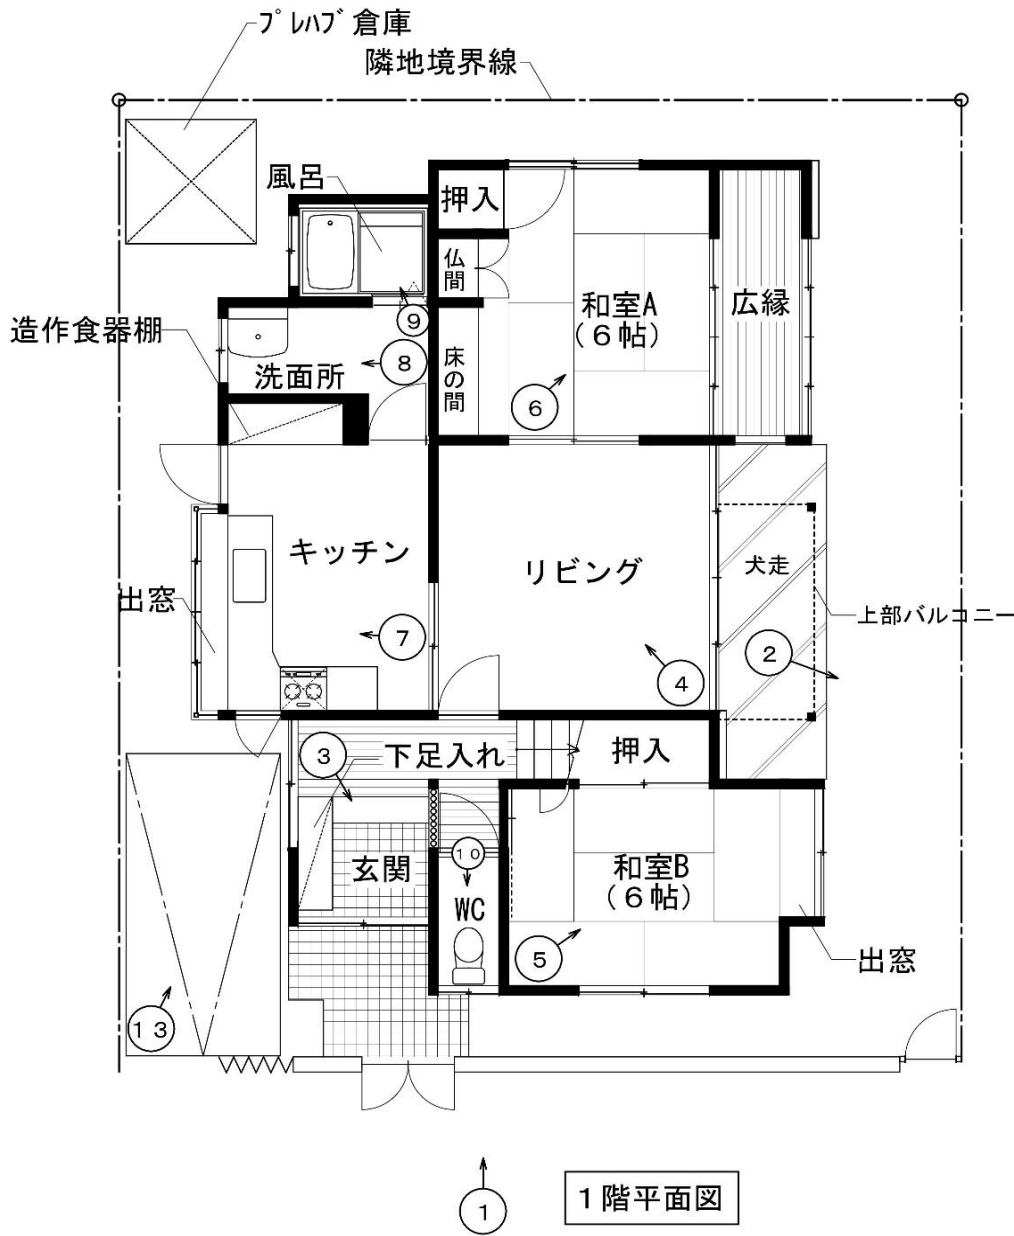 プレハブ倉庫
隣地境界線
風呂
押入
仏間
和室A
(6帖)
広縁
造作食器棚
9
8
洗面所
床の間
6
キッチン
リビング
犬走
出窓
上部バルコニー
7
2
4
3
下足入れ
押入
10
玄関
和室B
(6帖)
WC
5
出窓
13
1
1階平面図